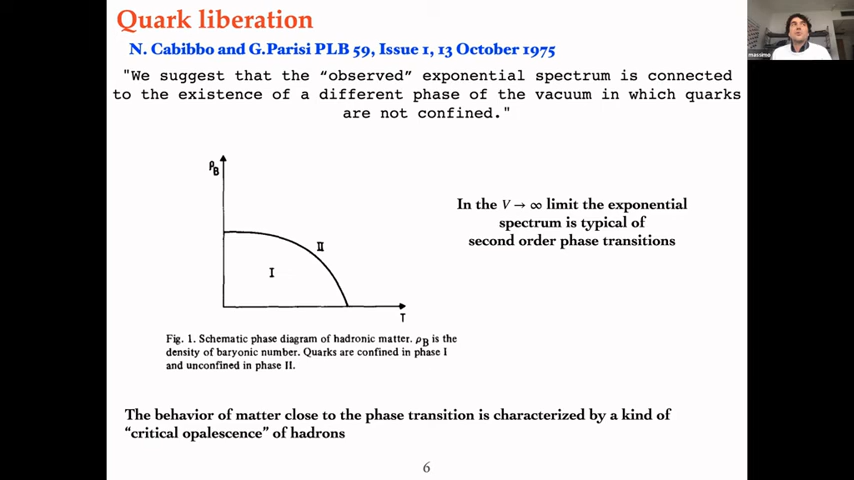 Quark liberation
massimo
N. Cabibbo and G.Parisi PLB 59, Issue 1, 13 October 1975
"We suggest that the “observed” exponential spectrum is connected
to the existence of a different phase of the vacuum in which quarks
are not confined."
ρB
II
I
T
In the V → ∞ limit the exponential
spectrum is typical of
second order phase transitions
Fig. 1. Schematic phase diagram of hadronic matter. ρB is the
density of baryonic number. Quarks are confined in phase I
and unconfined in phase II.
The behavior of matter close to the phase transition is characterized by a kind of
“critical opalescence” of hadrons
6